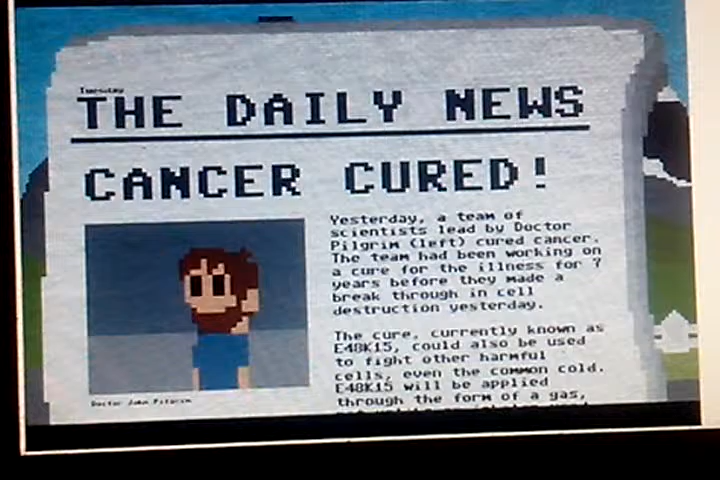 Tuesday
THE DAILY NEWS
CANCER CURED!
Yesterday, a team of
scientists lead by Doctor
Pilgrim (left) cured cancer.
The team had been working on
a cure for the illness for 7
years before they made a
break through in cell
destruction yesterday.
The cure, currently known as
E48K15, could also be used
to fight other harmful
cells, even the common cold.
E48K15 will be applied
through the form of a gas,
Doctor John Pilgrim